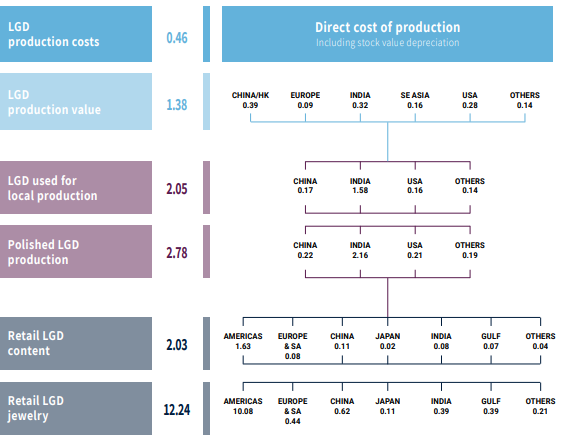 LGD
production costs
0.46
Direct cost of production
Including stock value depreciation
LGD
production value
1.38
CHINA/HK EUROPE INDIA SE ASIA USA OTHERS
0.39 0.09 0.32 0.16 0.28 0.14
LGD used for
local production
2.05
CHINA INDIA USA OTHERS
0.17 1.58 0.16 0.14
Polished LGD
production
2.78
CHINA INDIA USA OTHERS
0.22 2.16 0.21 0.19
Retail LGD
content
2.03
AMERICAS EUROPE CHINA JAPAN INDIA GULF OTHERS
1.63 & SA 0.11 0.02 0.08 0.07 0.04
0.08
Retail LGD
jewelry
12.24
AMERICAS EUROPE CHINA JAPAN INDIA GULF OTHERS
10.08 & SA 0.62 0.11 0.39 0.39 0.21
0.44